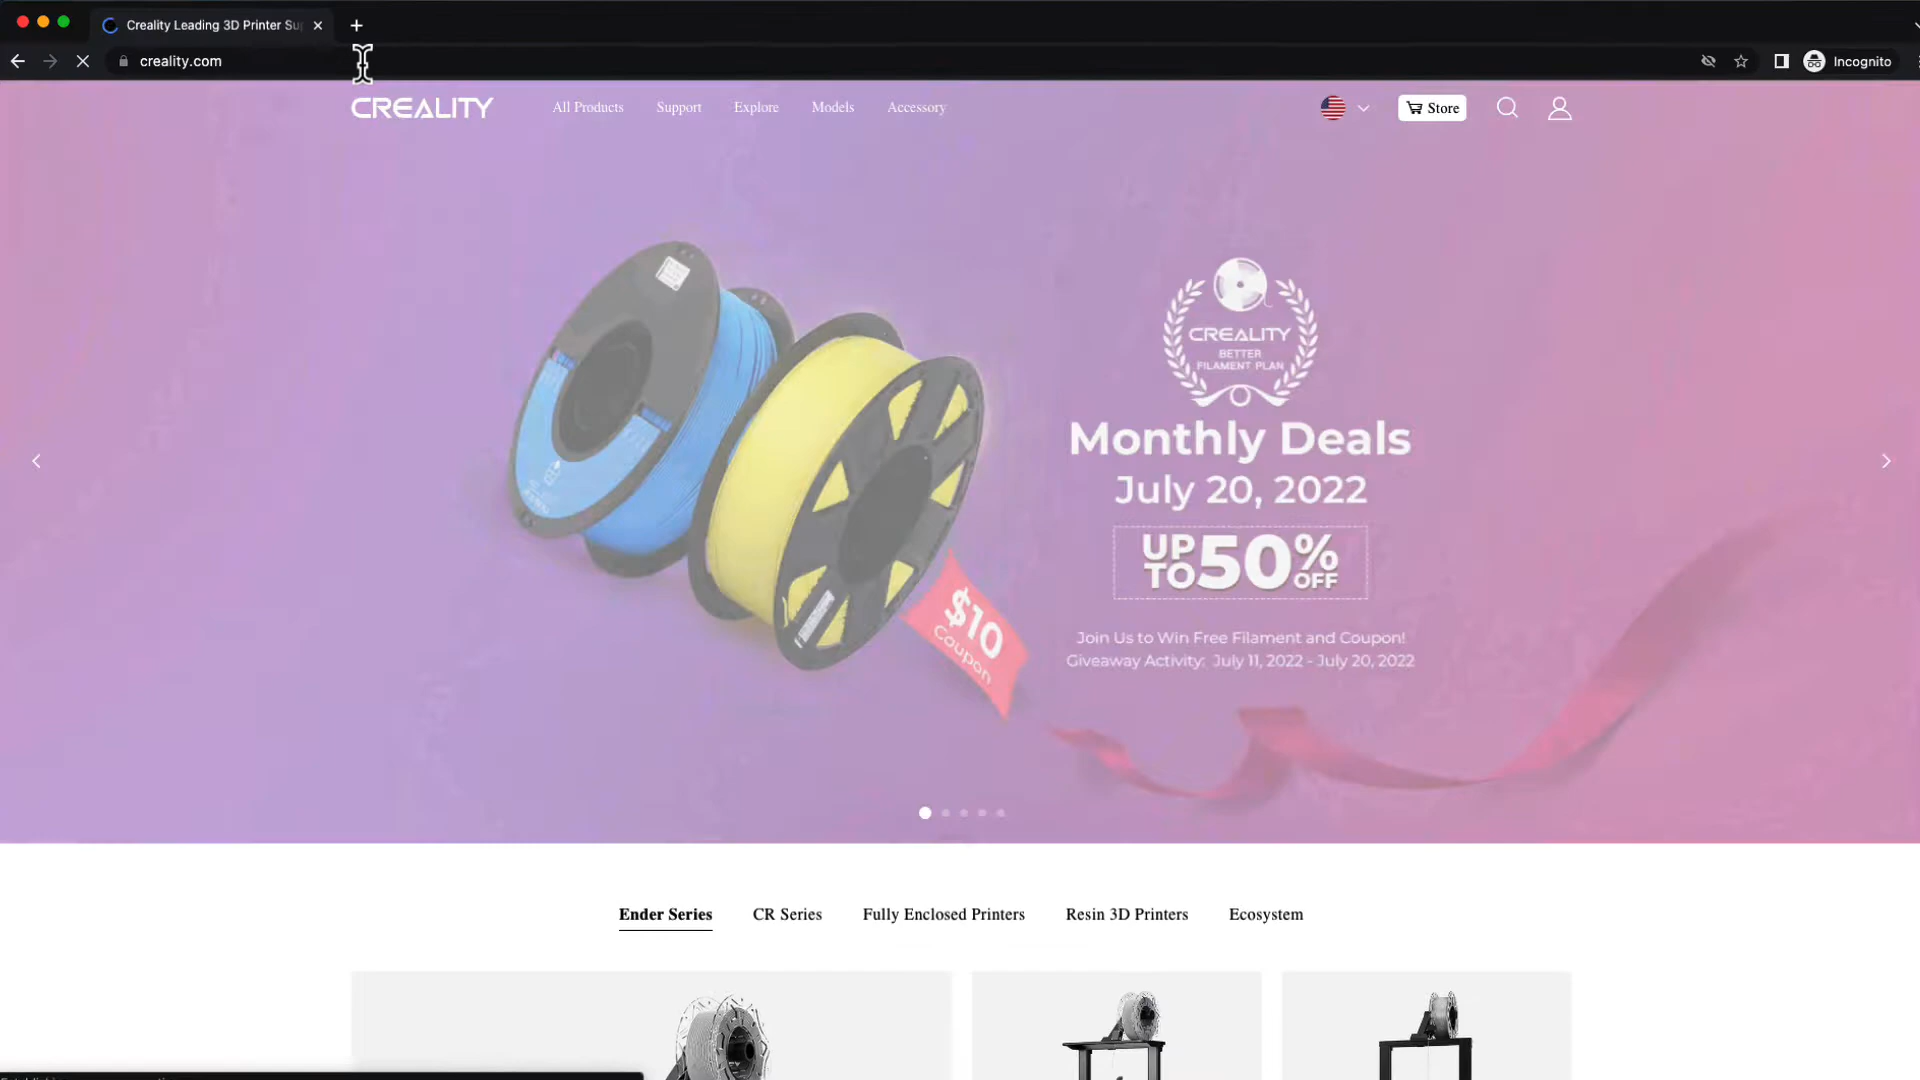 Creality Leading 3D Printer Su
creality.com
Incognito
CREALITY
All Products
Support
Explore
Models
Accessory
Store
CREALITY
BETTER
FILAMENT PLAN
Monthly Deals
July 20, 2022
UP TO 50% OFF
$10
Coupon
Join Us to Win Free Filament and Coupon!
Giveaway Activity: July 11, 2022 - July 20, 2022
Ender Series
CR Series
Fully Enclosed Printers
Resin 3D Printers
Ecosystem